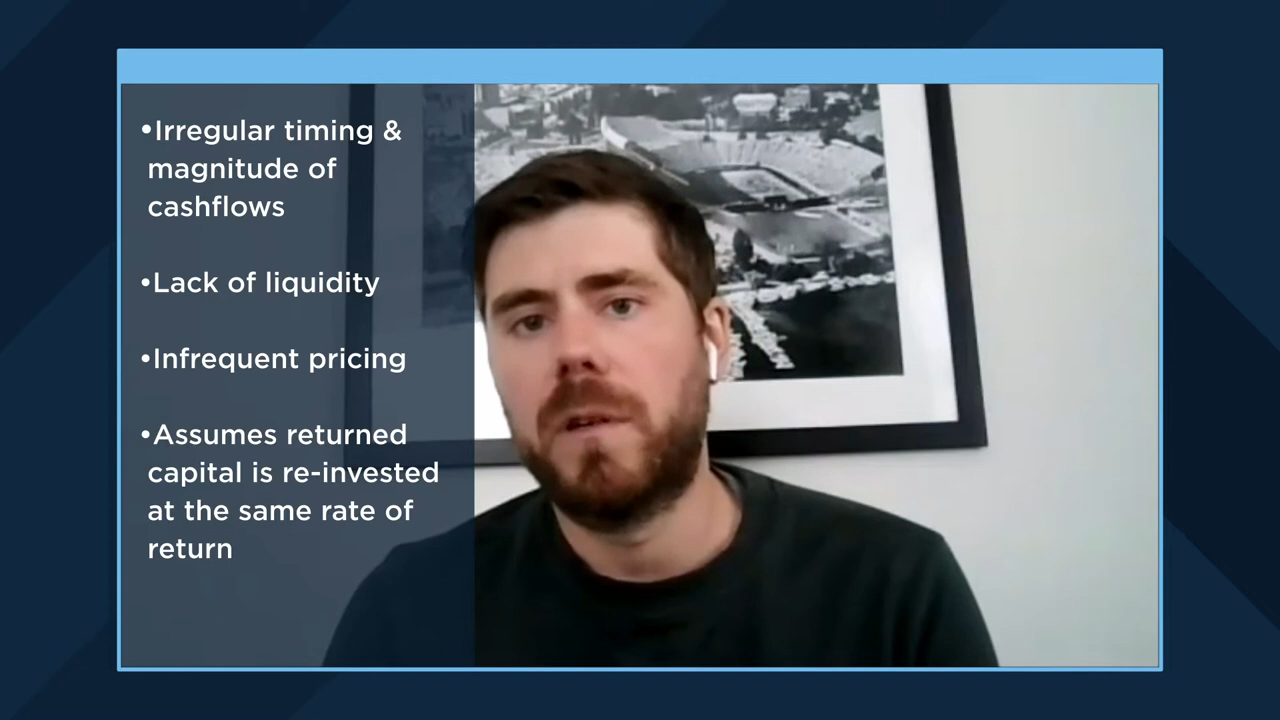 •Irregular timing &
magnitude of
cashflows
•Lack of liquidity
•Infrequent pricing
•Assumes returned
capital is re-invested
at the same rate of
return